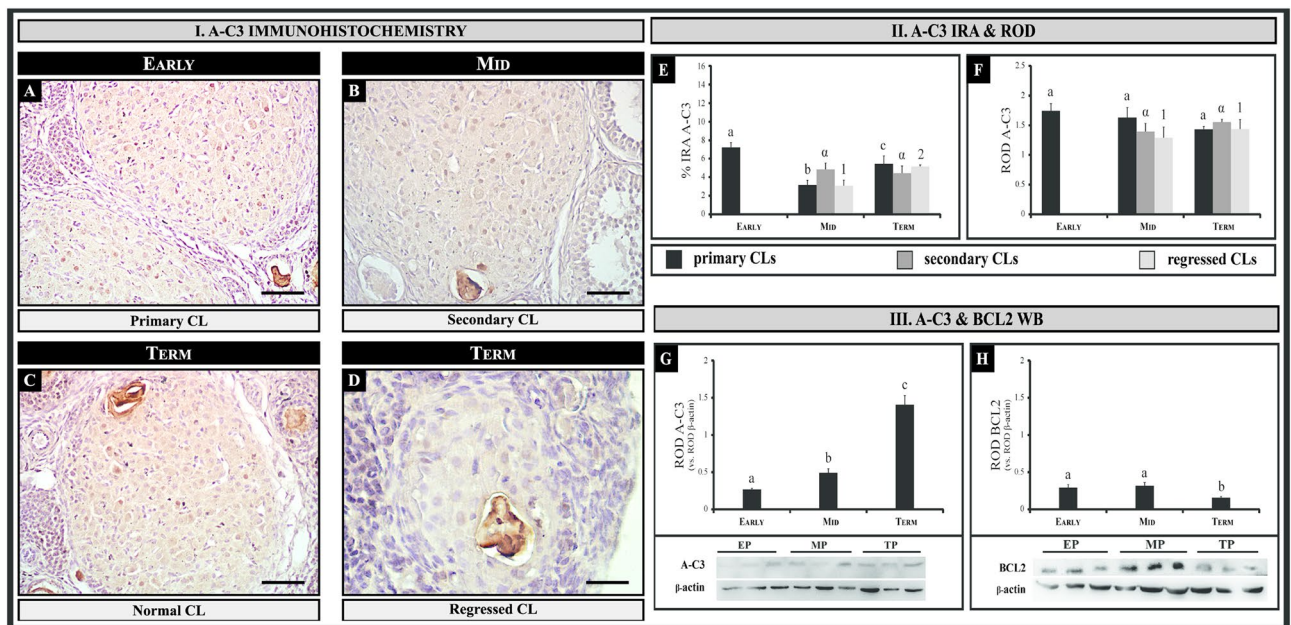 I. A-C3 IMMUNOHISTOCHEMISTRY
EARLY
A
Primary CL
MID
B
Secondary CL
TERM
C
Normal CL
TERM
D
Regressed CL
II. A-C3 IRA & ROD
E
% IRA A-C3
16
14
12
10
8
6
4
2
0
a
b
α
1
c
α
2
EARLY
MID
TERM
F
ROD A-C3
2.5
2
1.5
1
0.5
0
a
a
α
1
a
α
1
EARLY
MID
TERM
primary CLs
secondary CLs
regressed CLs
III. A-C3 & BCL2 WB
G
ROD A-C3
(vs. ROD β-actin)
2
1.5
1
0.5
0
a
b
c
EARLY
MID
TERM
EP MP TP
A-C3
β-actin
H
ROD BCL2
(vs. ROD β-actin)
2
1.5
1
0.5
0
a
a
b
EARLY
MID
TERM
EP MP TP
BCL2
β-actin